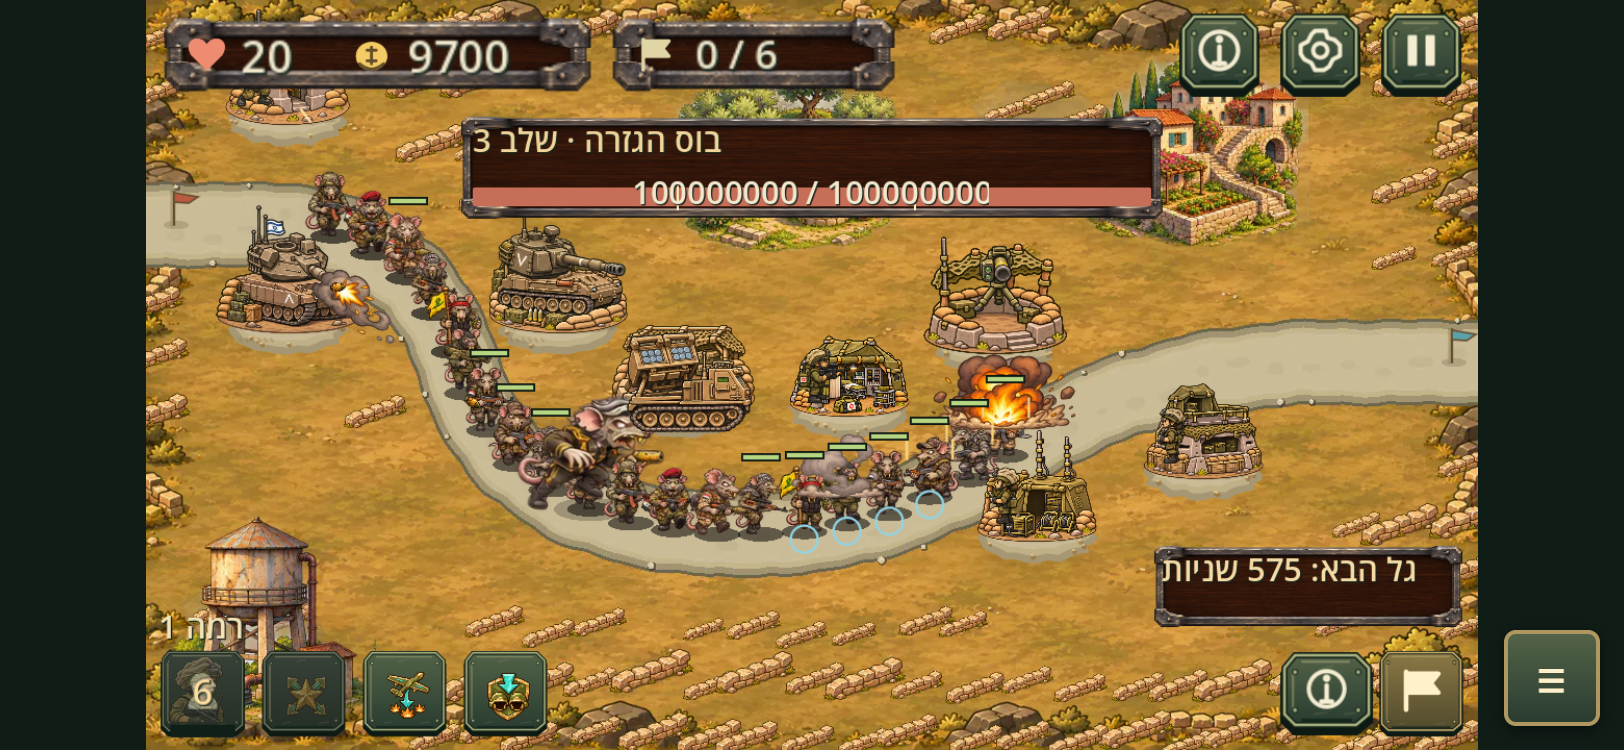 20 9700 0 / 6
בוס הגזרה · שלב 3
100000000 / 100000000
גל הבא: 575 שניות
רמה 1
6